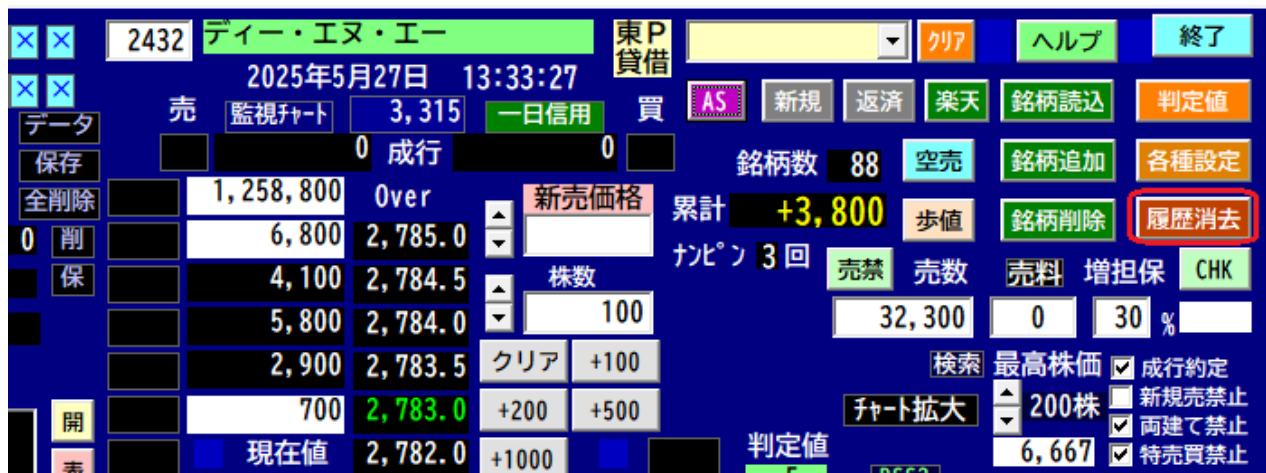 × × 2432 ディー・エヌ・エー 東P 貸借 クリア ヘルプ 終了
× × 2025年5月27日 13:33:27
データ 売 監視ﾁｬｰﾄ 3,315 一日信用 買 AS 新規 返済 楽天 銘柄読込 判定値
保存 0 成行 0 銘柄数 88 空売 銘柄追加 各種設定
全削除 1,258,800 Over 新売価格 累計 +3,800 歩値 銘柄削除 履歴消去
0 削 6,800 2,785.0 ﾅﾝﾋﾟﾝ 3 回
保 4,100 2,784.5 株数 売禁 売数 売料 増担保 CHK
5,800 2,784.0 100 32,300 0 30 %
2,900 2,783.5 クリア +100 検索 最高株価 成行約定
開 700 2,783.0 +200 +500 ﾁｬｰﾄ拡大 200株 新規売禁止
両建て禁止
現在値 2,782.0 +1000 判定値 6,667 特売買禁止